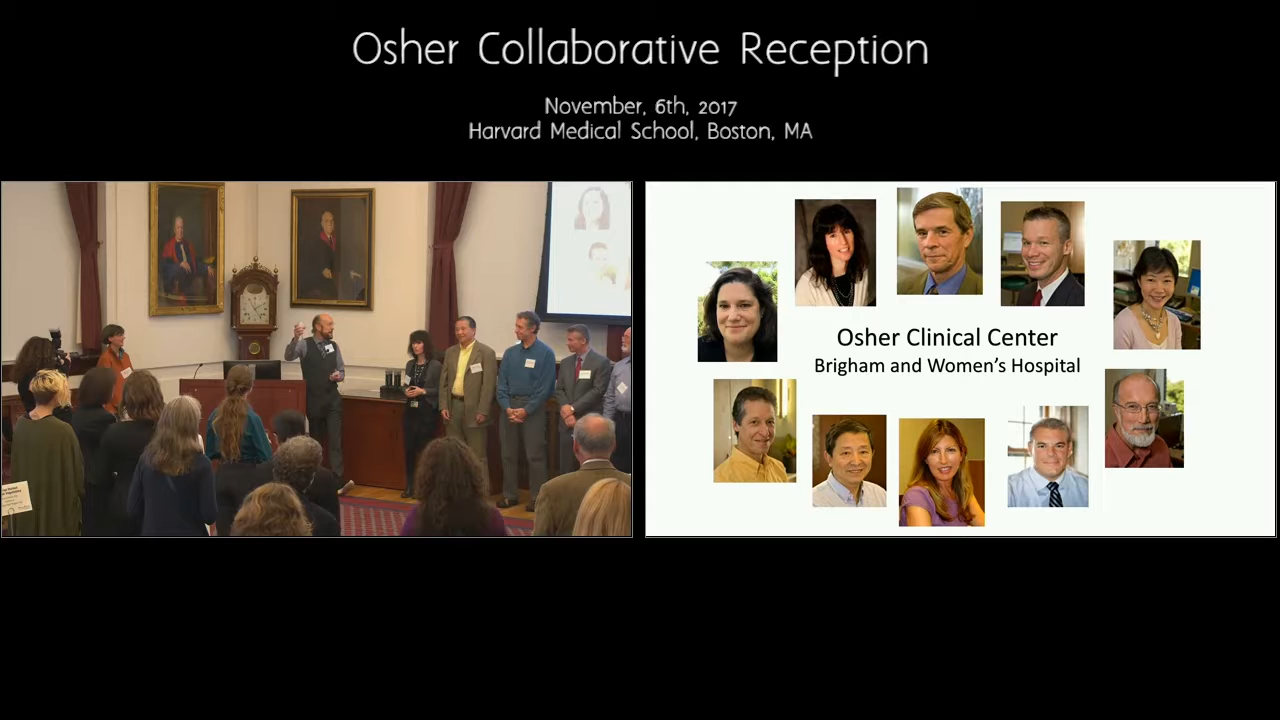 Osher Collaborative Reception
November, 6th, 2017
Harvard Medical School, Boston, MA
Osher Clinical Center
Brigham and Women's Hospital